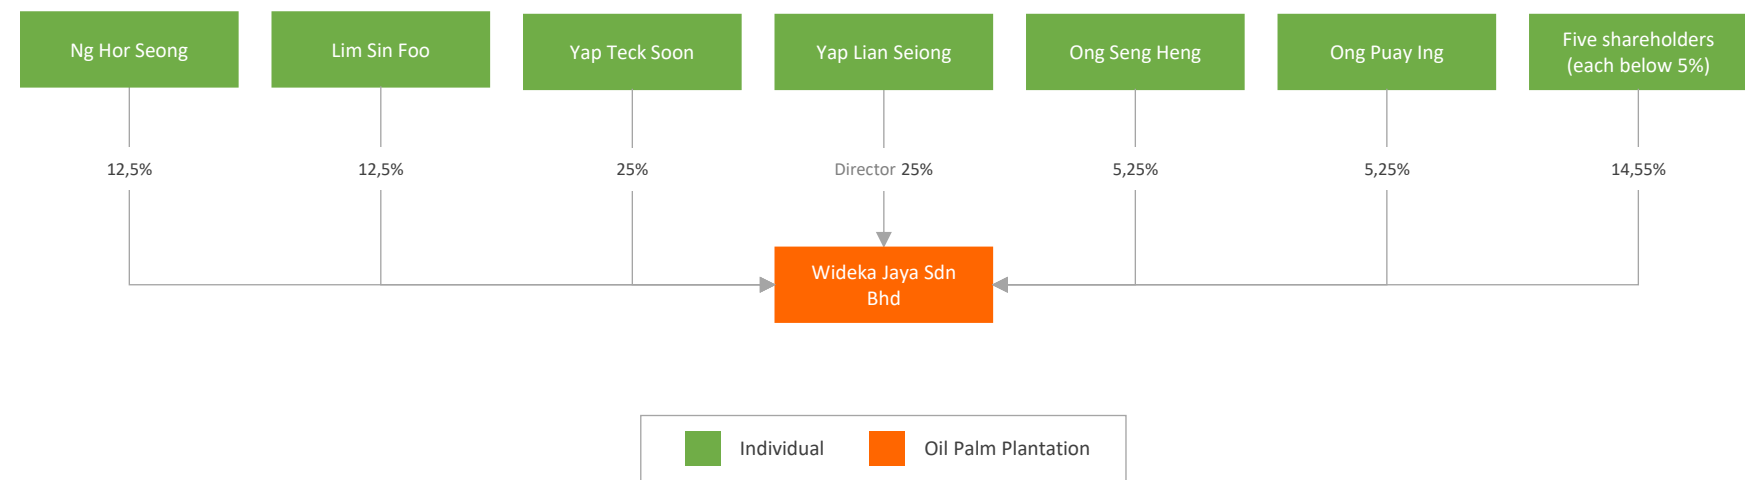 Ng Hor Seong
Lim Sin Foo
Yap Teck Soon
Yap Lian Seiong
Ong Seng Heng
Ong Puay Ing
Five shareholders
(each below 5%)
12,5%
12,5%
25%
Director 25%
5,25%
5,25%
14,55%
Wideka Jaya Sdn
Bhd
Individual
Oil Palm Plantation